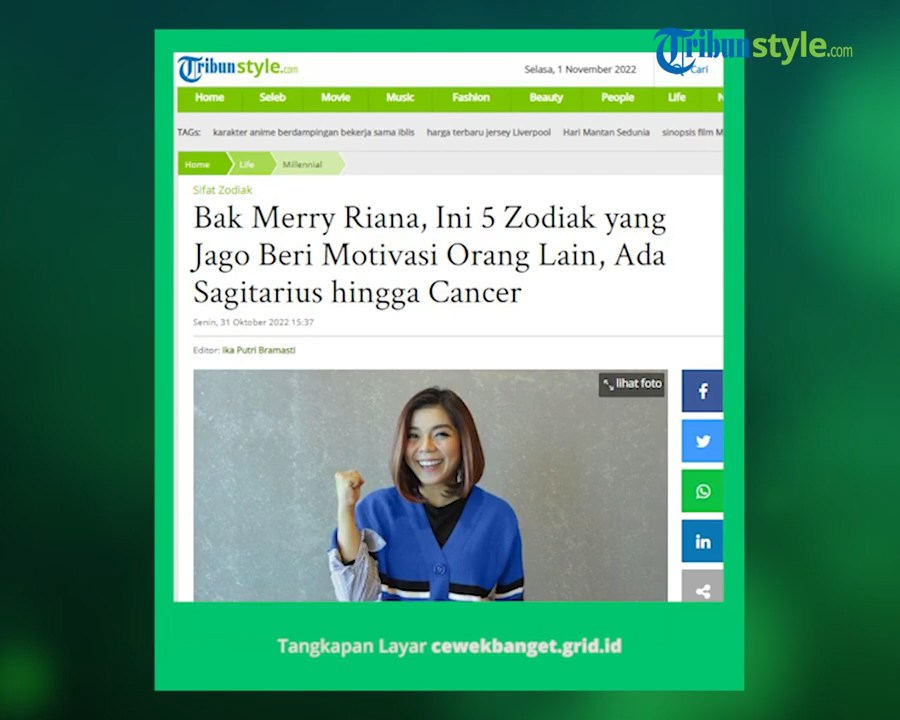 Tribunstyle.com
Tribunstyle.com
Selasa, 1 November 2022
Cari
Home Seleb Movie Music Fashion Beauty People Life N
TAGs: karakter anime berdampingan bekerja sama iblis harga terbaru jersey Liverpool Hari Mantan Sedunia sinopsis film M
Home Life Millennial
Sifat Zodiak
Bak Merry Riana, Ini 5 Zodiak yang
Jago Beri Motivasi Orang Lain, Ada
Sagitarius hingga Cancer
Senin, 31 Oktober 2022 15:37
Editor: Ika Putri Bramasti
lihat foto
Tangkapan Layar cewekbanget.grid.id